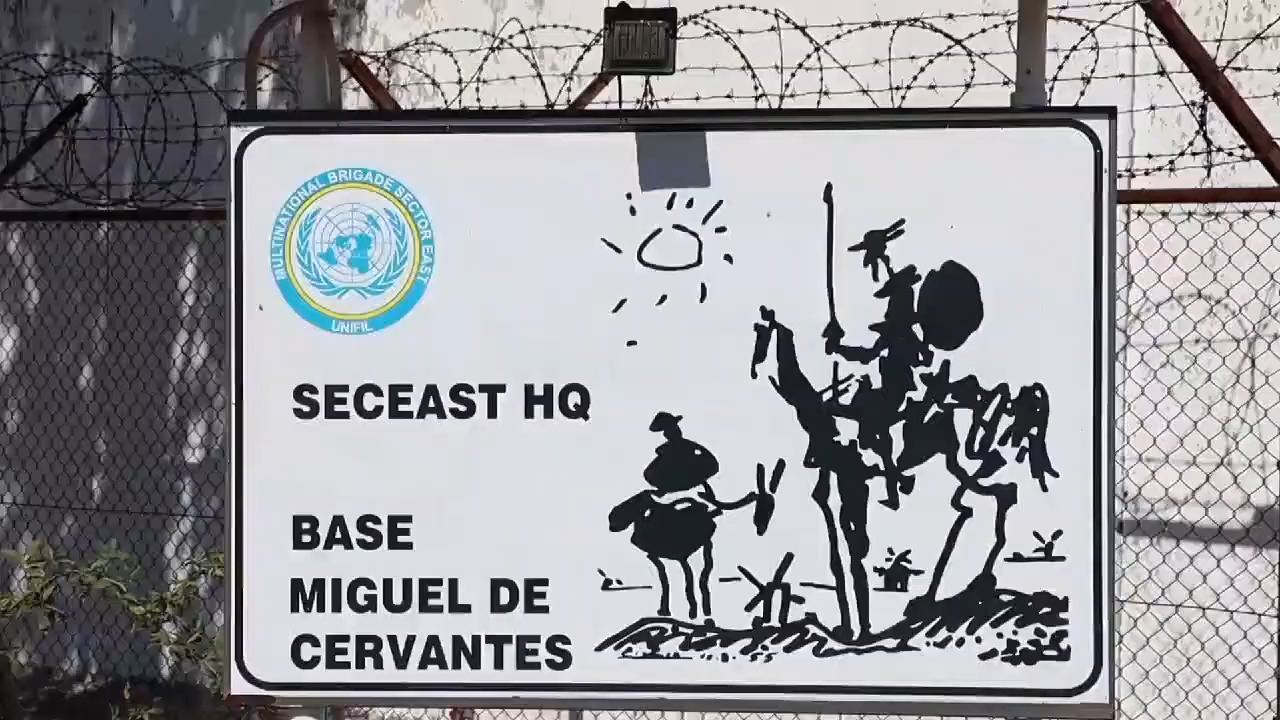 MULTINATIONAL BRIGADE SECTOR EAST
UNIFIL
SECEAST HQ
BASE
MIGUEL DE
CERVANTES